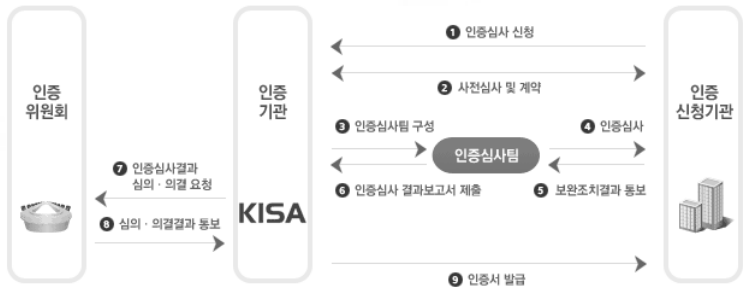 인증
위원회
인증
기관
KISA
인증
신청기관
❶ 인증심사 신청
❷ 사전심사 및 계약
❸ 인증심사팀 구성
인증심사팀
❹ 인증심사
❺ 보완조치결과 통보
❻ 인증심사 결과보고서 제출
❼ 인증심사결과
심의 · 의결 요청
❽ 심의 · 의결결과 통보
❾ 인증서 발급